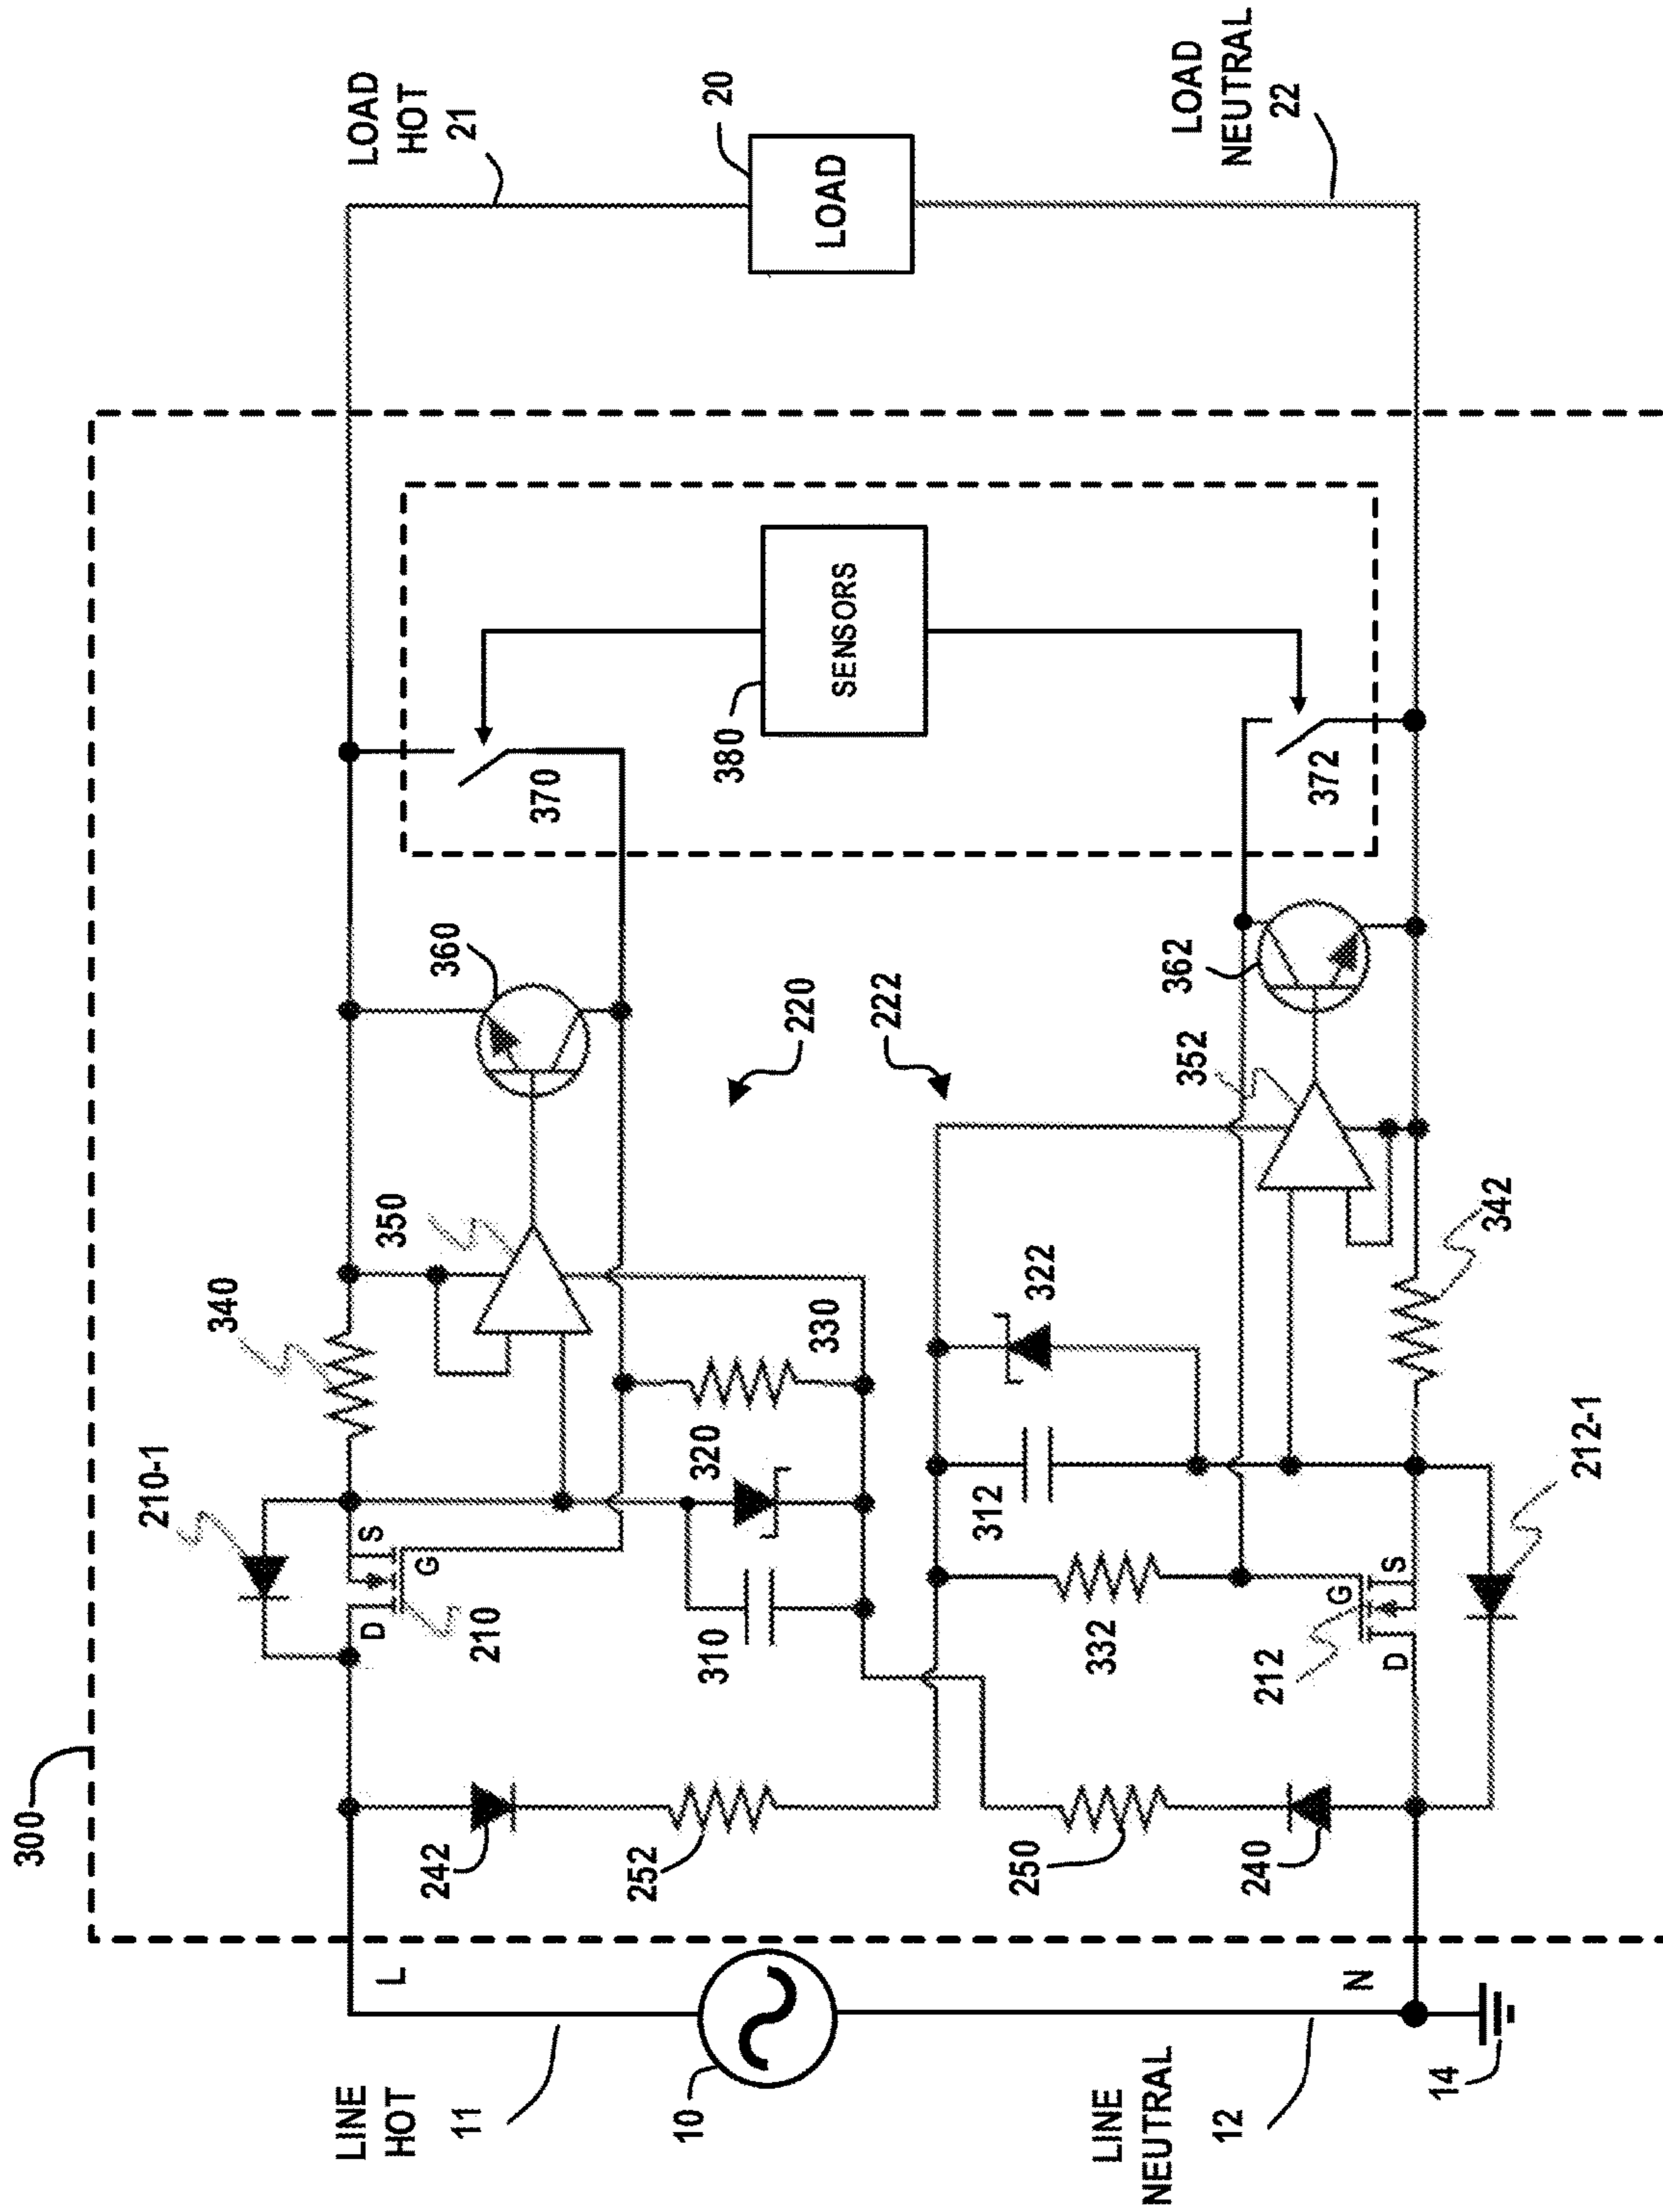 300
LINE
HOT
11
L
10
LINE
NEUTRAL
12
N
14
242
252
250
240
210-1
D
S
G
210
310
320
330
340
350
360
220
222
312
322
332
212
G
D
S
212-1
342
352
362
370
372
380
SENSORS
LOAD
HOT
21
20
LOAD
LOAD
NEUTRAL
22